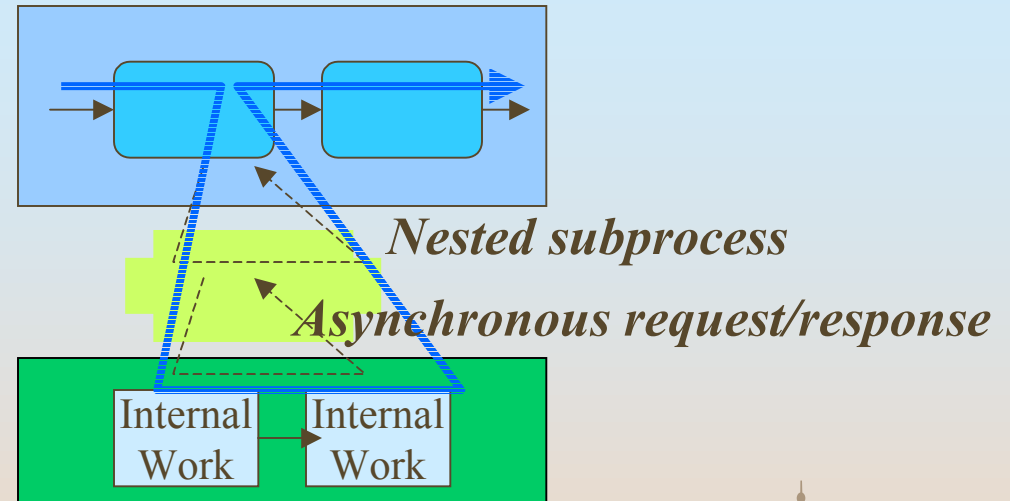 Nested subprocess
Asynchronous request/response
Internal
Work
Internal
Work